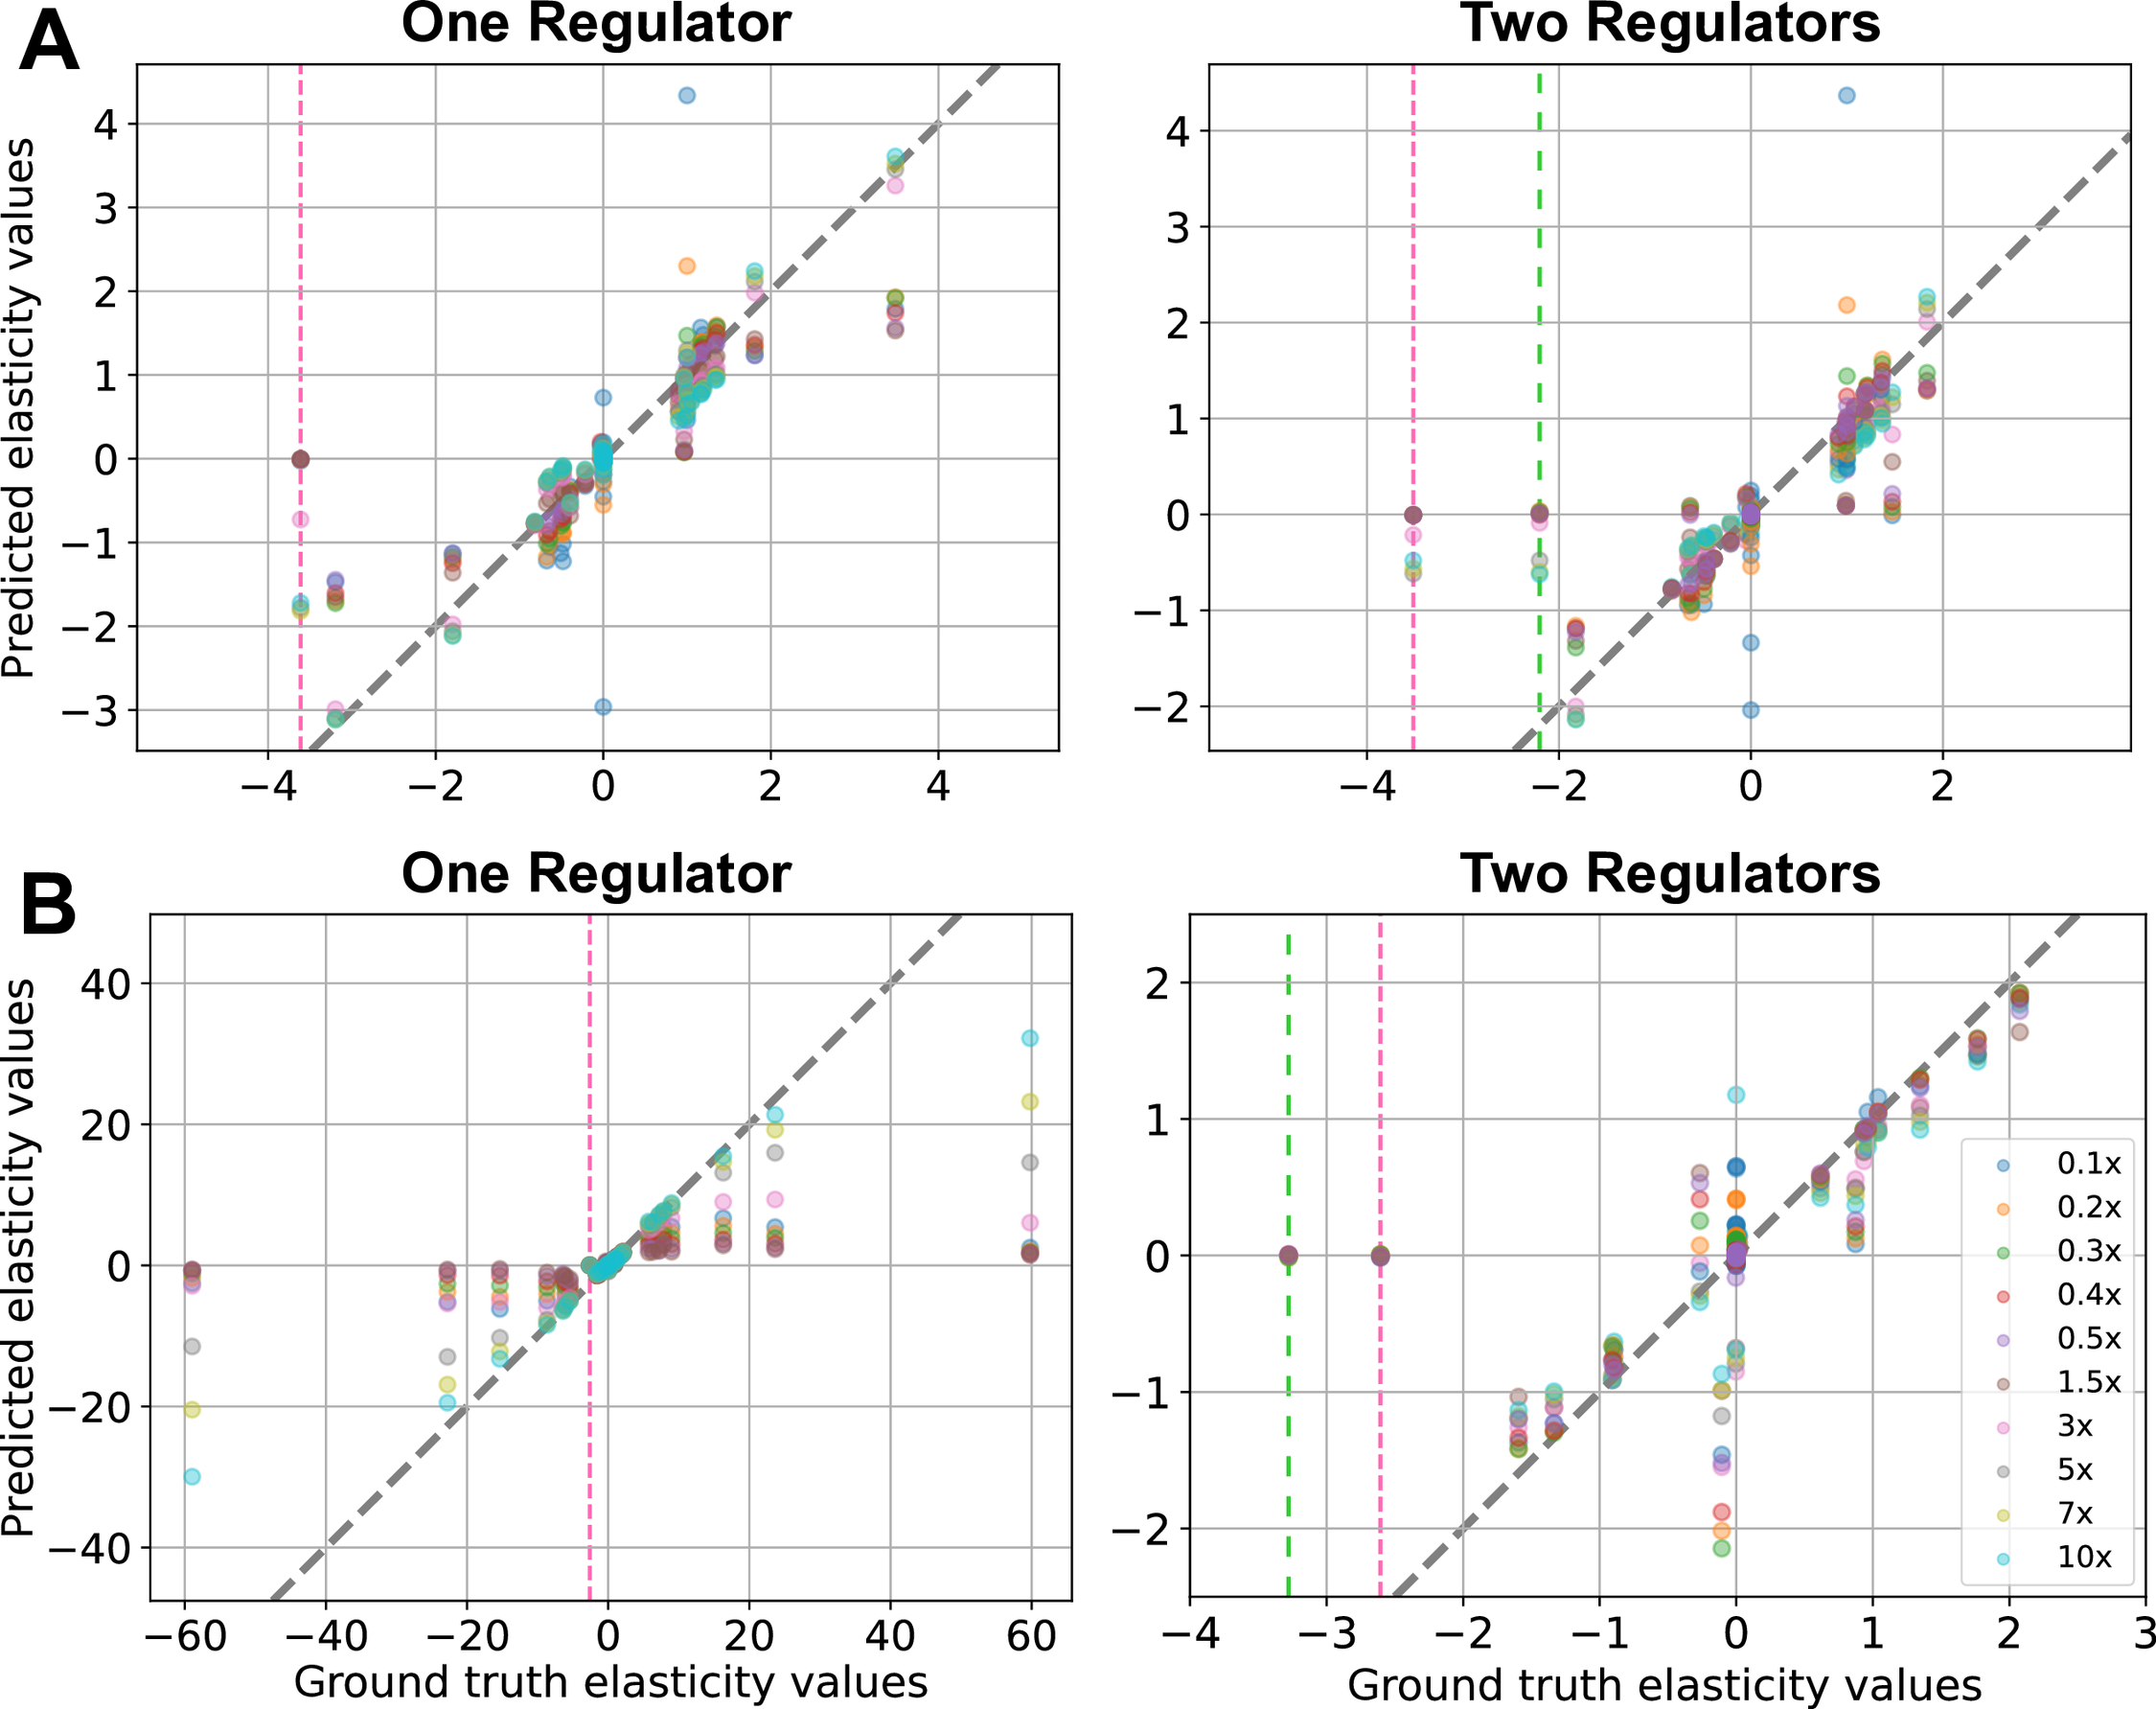 A
One Regulator
Two Regulators
Predicted elasticity values
4
3
2
1
0
−1
−2
−3
−4
−2
0
2
4
4
3
2
1
0
−1
−2
−4
−2
0
2
B
One Regulator
Two Regulators
Predicted elasticity values
40
20
0
−20
−40
−60
−40
−20
0
20
40
60
Ground truth elasticity values
2
1
0
−1
−2
−4
−3
−2
−1
0
1
2
3
Ground truth elasticity values
0.1x
0.2x
0.3x
0.4x
0.5x
1.5x
3x
5x
7x
10x